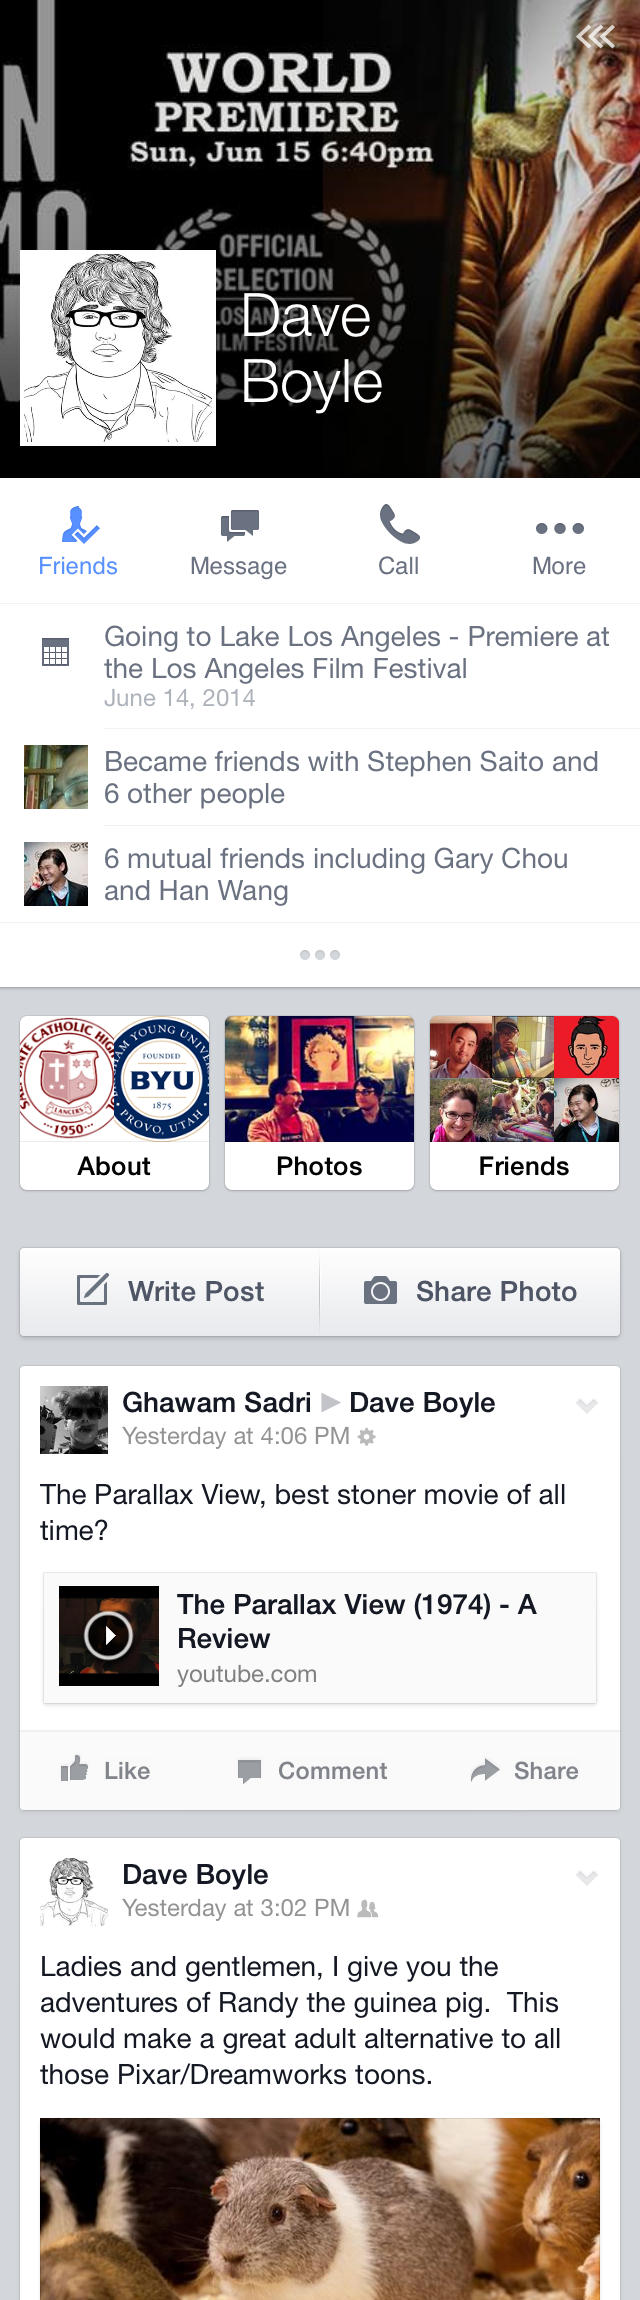 WORLD
PREMIERE
Sun, Jun 15 6:40pm
OFFICIAL
SELECTION
LOS ANGELES
FILM FESTIVAL
2014
Dave
Boyle
Friends
Message
Call
More
Going to Lake Los Angeles - Premiere at
the Los Angeles Film Festival
June 14, 2014
Became friends with Stephen Saito and
6 other people
6 mutual friends including Gary Chou
and Han Wang
CATHOLIC HIGH
LANCERS
1950
YOUNG UNIV
FOUNDED
BYU
1875
PROVO, UTAH
About
Photos
Friends
Write Post
Share Photo
Ghawam Sadri ▶ Dave Boyle
Yesterday at 4:06 PM
The Parallax View, best stoner movie of all
time?
The Parallax View (1974) - A
Review
youtube.com
Like
Comment
Share
Dave Boyle
Yesterday at 3:02 PM
Ladies and gentlemen, I give you the
adventures of Randy the guinea pig.  This
would make a great adult alternative to all
those Pixar/Dreamworks toons.